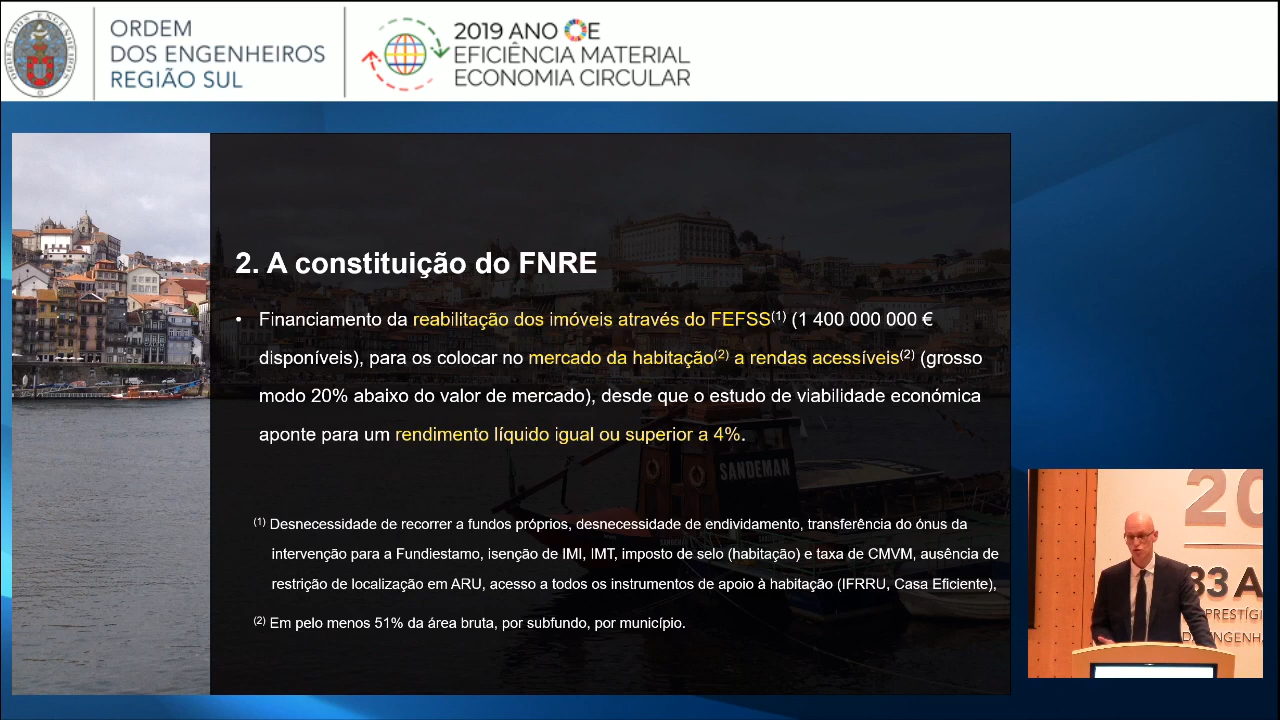 ORDEM
DOS ENGENHEIROS
REGIÃO SUL
2019 ANO OE
EFICIÊNCIA MATERIAL
ECONOMIA CIRCULAR
2. A constituição do FNRE
• Financiamento da reabilitação dos imóveis através do FEFSS(1) (1 400 000 000 €
disponíveis), para os colocar no mercado da habitação(2) a rendas acessíveis(2) (grosso
modo 20% abaixo do valor de mercado), desde que o estudo de viabilidade económica
aponte para um rendimento líquido igual ou superior a 4%.
SANDEMAN
(1) Desnecessidade de recorrer a fundos próprios, desnecessidade de endividamento, transferência do ónus da
intervenção para a Fundiestamo, isenção de IMI, IMT, imposto de selo (habitação) e taxa de CMVM, ausência de
restrição de localização em ARU, acesso a todos os instrumentos de apoio à habitação (IFRRU, Casa Eficiente),
(2) Em pelo menos 51% da área bruta, por subfundo, por município.
20
83 A
PRESTÍGI
DA ENGENHA